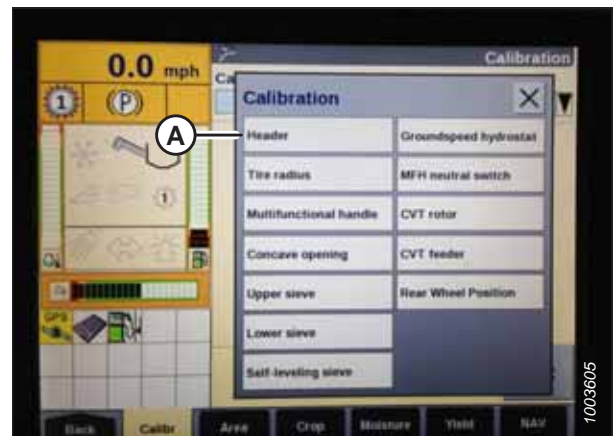 0.0 mph
Calibration
1
(P)
Ca
Calibration
A
Header
Groundspeed hydrostat
Tire radius
MFH neutral switch
1
Multifunctional handle
CVT rotor
Concave opening
CVT feeder
Upper sieve
Rear Wheel Position
GPS
Lower sieve
Self-leveling sieve
Back
Calibr
Area
Crop
Moisture
Yield
NAV
1003605